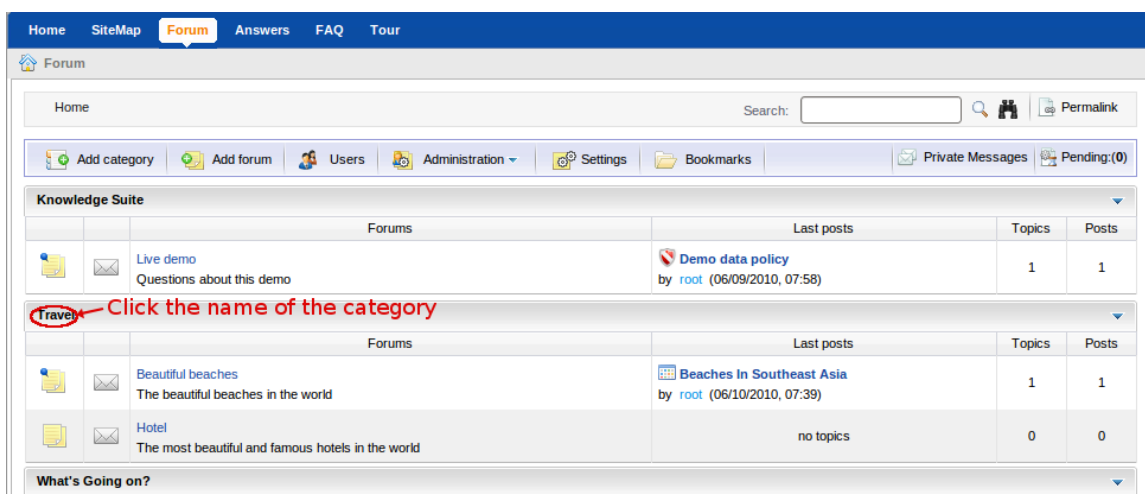 Home SiteMap Forum Answers FAQ Tour
Forum
Home Search: Permalink
Add category Add forum Users Administration Settings Bookmarks Private Messages Pending:(0)
Knowledge Suite
Forums Last posts Topics Posts
Live demo Demo data policy 1 1
Questions about this demo by root (06/09/2010, 07:58)
Travel Click the name of the category
Forums Last posts Topics Posts
Beautiful beaches Beaches In Southeast Asia 1 1
The beautiful beaches in the world by root (06/10/2010, 07:39)
Hotel no topics 0 0
The most beautiful and famous hotels in the world
What's Going on?